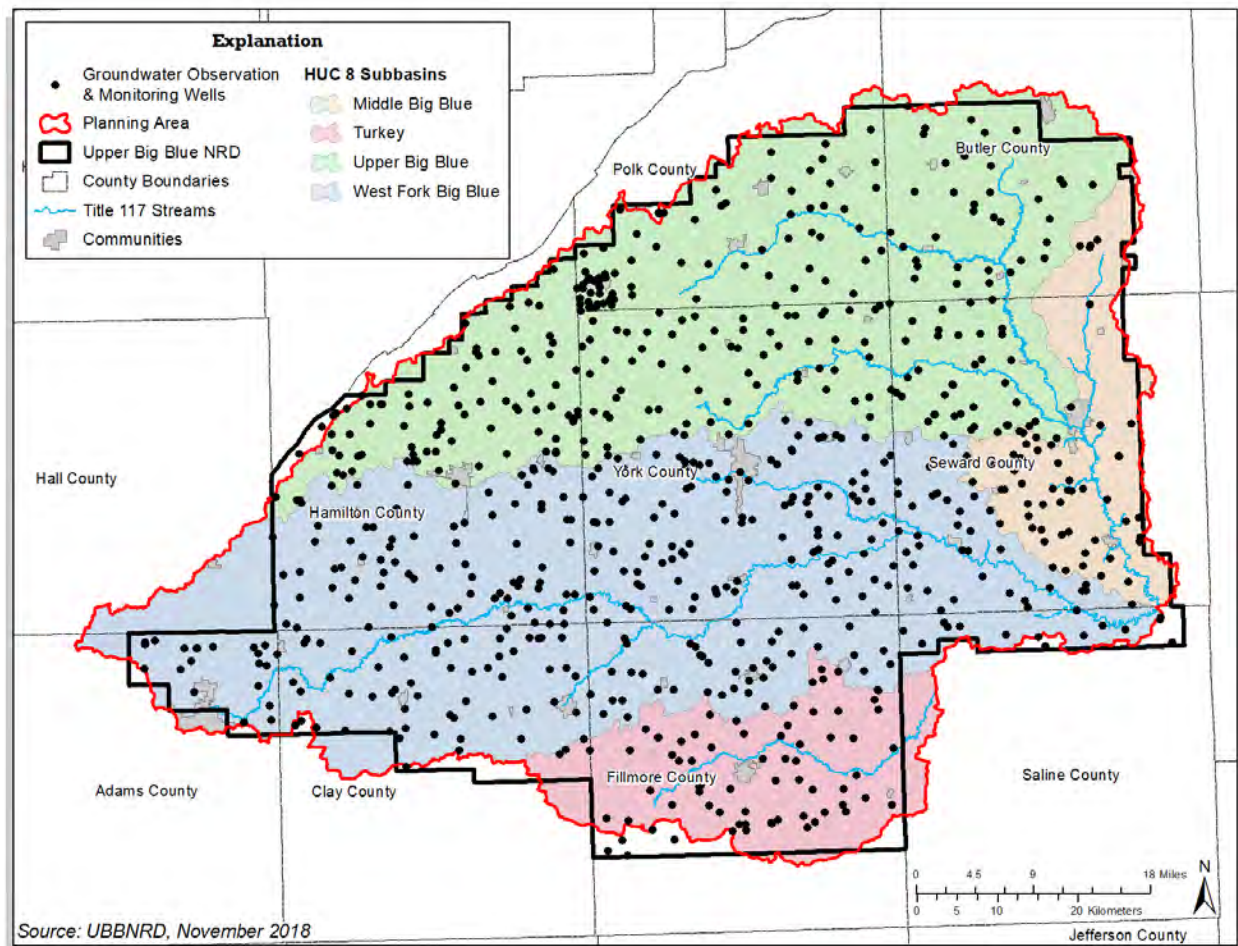 Explanation
Groundwater Observation
& Monitoring Wells
Planning Area
Upper Big Blue NRD
County Boundaries
Title 117 Streams
Communities
HUC 8 Subbasins
Middle Big Blue
Turkey
Upper Big Blue
West Fork Big Blue
Polk County
Butler County
Hall County
York County
Seward County
Hamilton County
Adams County
Clay County
Fillmore County
Saline County
0 4.5 9 18 Miles
0 5 10 20 Kilometers
N
Source: UBBNRD, November 2018
Jefferson County